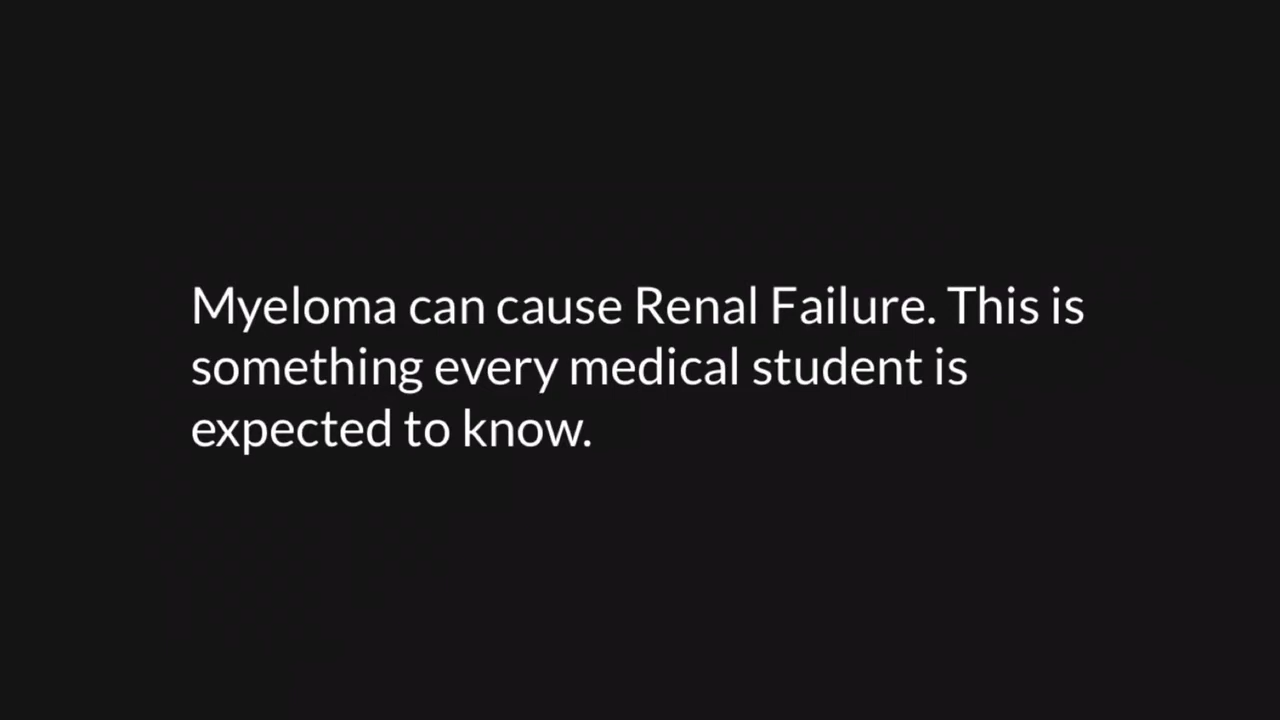 Myeloma can cause Renal Failure. This is
something every medical student is
expected to know.